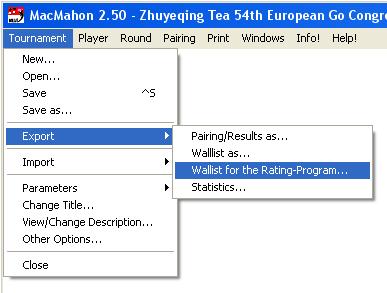 MacMahon 2.50 - Zhuyeqing Tea 54th European Go Congr
Tournament Player Round Pairing Print Windows Info! Help!
New...
Open...
Save ^S
Save as...
Export
Import
Parameters
Change Title...
View/Change Description...
Other Options...
Close
Pairing/Results as...
Walllist as...
Wallist for the Rating-Program...
Statistics...